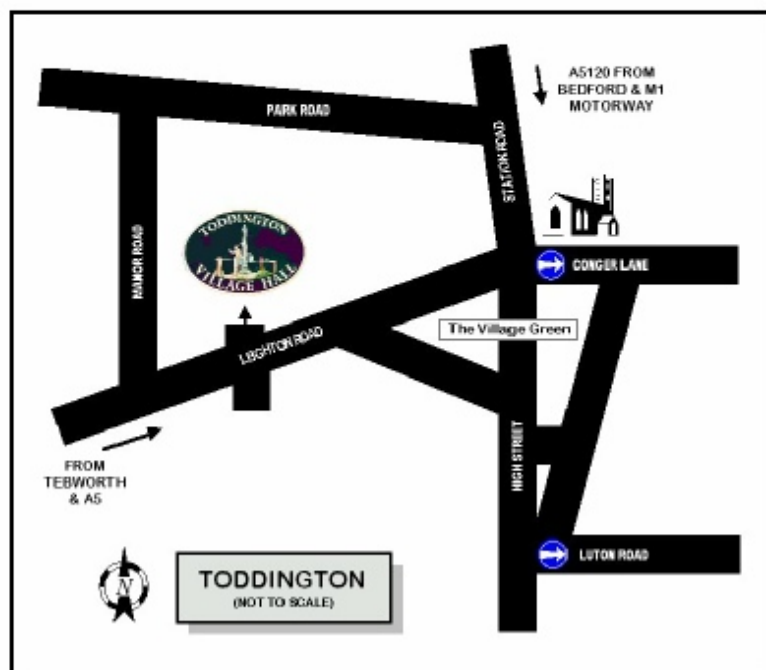 A5120 FROM
BEDFORD & M1
MOTORWAY
PARK ROAD
STATION ROAD
TODDINGTON
VILLAGE HALL
MANOR ROAD
CONGER LANE
The Village Green
LEIGHTON ROAD
HIGH STREET
FROM
TEBWORTH
& A5
LUTON ROAD
N
TODDINGTON
(NOT TO SCALE)